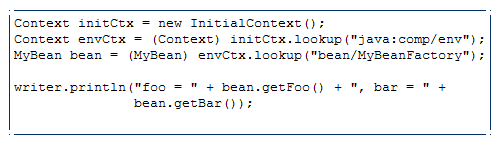 Context initCtx = new InitialContext();
Context envCtx = (Context) initCtx.lookup("java:comp/env");
MyBean bean = (MyBean) envCtx.lookup("bean/MyBeanFactory");

writer.println("foo = " + bean.getFoo() + ", bar = " +
               bean.getBar());